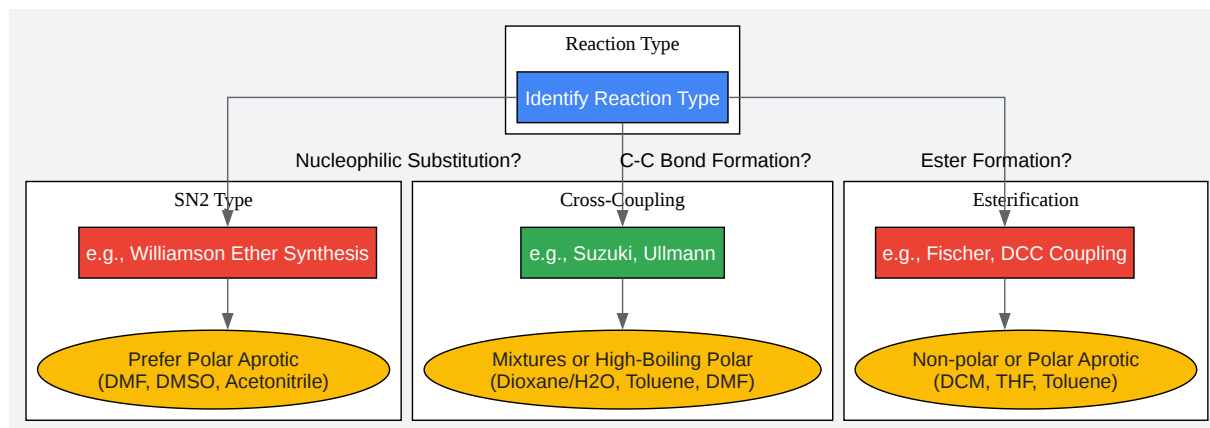 Reaction Type
Identify Reaction Type
Nucleophilic Substitution?
C-C Bond Formation?
Ester Formation?
SN2 Type
Cross-Coupling
Esterification
e.g., Williamson Ether Synthesis
e.g., Suzuki, Ullmann
e.g., Fischer, DCC Coupling
Prefer Polar Aprotic
(DMF, DMSO, Acetonitrile)
Mixtures or High-Boiling Polar
(Dioxane/H2O, Toluene, DMF)
Non-polar or Polar Aprotic
(DCM, THF, Toluene)